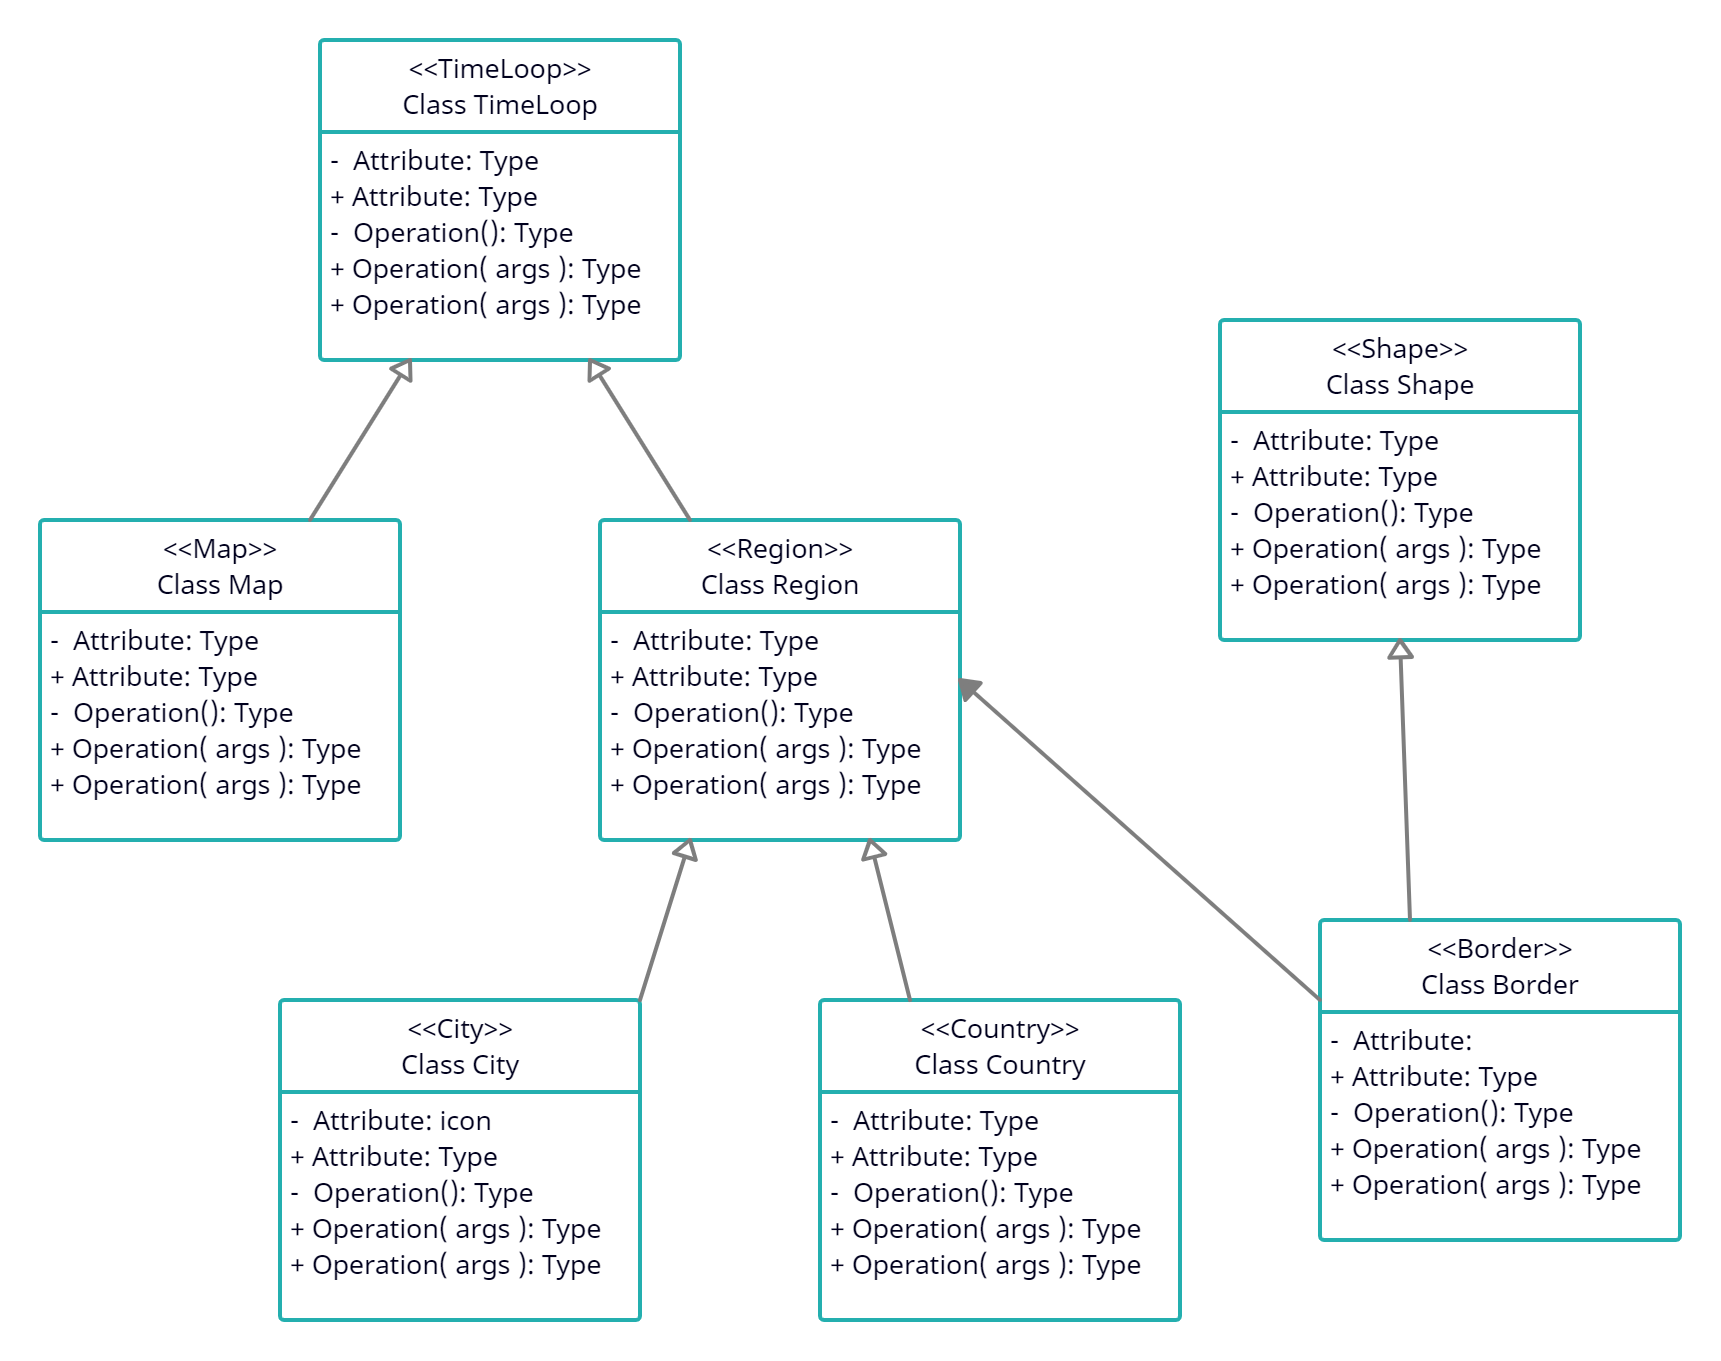 <<TimeLoop>>
Class TimeLoop
- Attribute: Type
+ Attribute: Type
- Operation(): Type
+ Operation( args ): Type
+ Operation( args ): Type
<<Shape>>
Class Shape
- Attribute: Type
+ Attribute: Type
- Operation(): Type
+ Operation( args ): Type
+ Operation( args ): Type
<<Map>>
Class Map
- Attribute: Type
+ Attribute: Type
- Operation(): Type
+ Operation( args ): Type
+ Operation( args ): Type
<<Region>>
Class Region
- Attribute: Type
+ Attribute: Type
- Operation(): Type
+ Operation( args ): Type
+ Operation( args ): Type
<<City>>
Class City
- Attribute: icon
+ Attribute: Type
- Operation(): Type
+ Operation( args ): Type
+ Operation( args ): Type
<<Country>>
Class Country
- Attribute: Type
+ Attribute: Type
- Operation(): Type
+ Operation( args ): Type
+ Operation( args ): Type
<<Border>>
Class Border
- Attribute:
+ Attribute: Type
- Operation(): Type
+ Operation( args ): Type
+ Operation( args ): Type